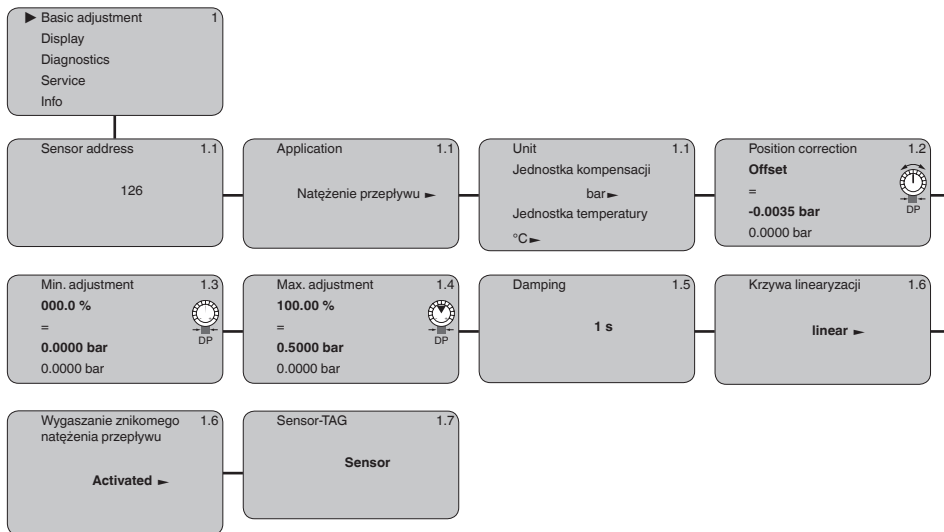 ▶ Basic adjustment 1
Display
Diagnostics
Service
Info
Sensor address 1.1
126
Application 1.1
Natężenie przepływu ►
Unit 1.1
Jednostka kompensacji
bar ►
Jednostka temperatury
°C ►
Position correction 1.2
Offset
=
-0.0035 bar
0.0000 bar
DP
Min. adjustment 1.3
000.0 %
=
0.0000 bar
0.0000 bar
DP
Max. adjustment 1.4
100.00 %
=
0.5000 bar
0.0000 bar
DP
Damping 1.5
1 s
Krzywa linearyzacji 1.6
linear ►
Wygaszanie znikomego 1.6
natężenia przepływu
Activated ►
Sensor-TAG 1.7
Sensor